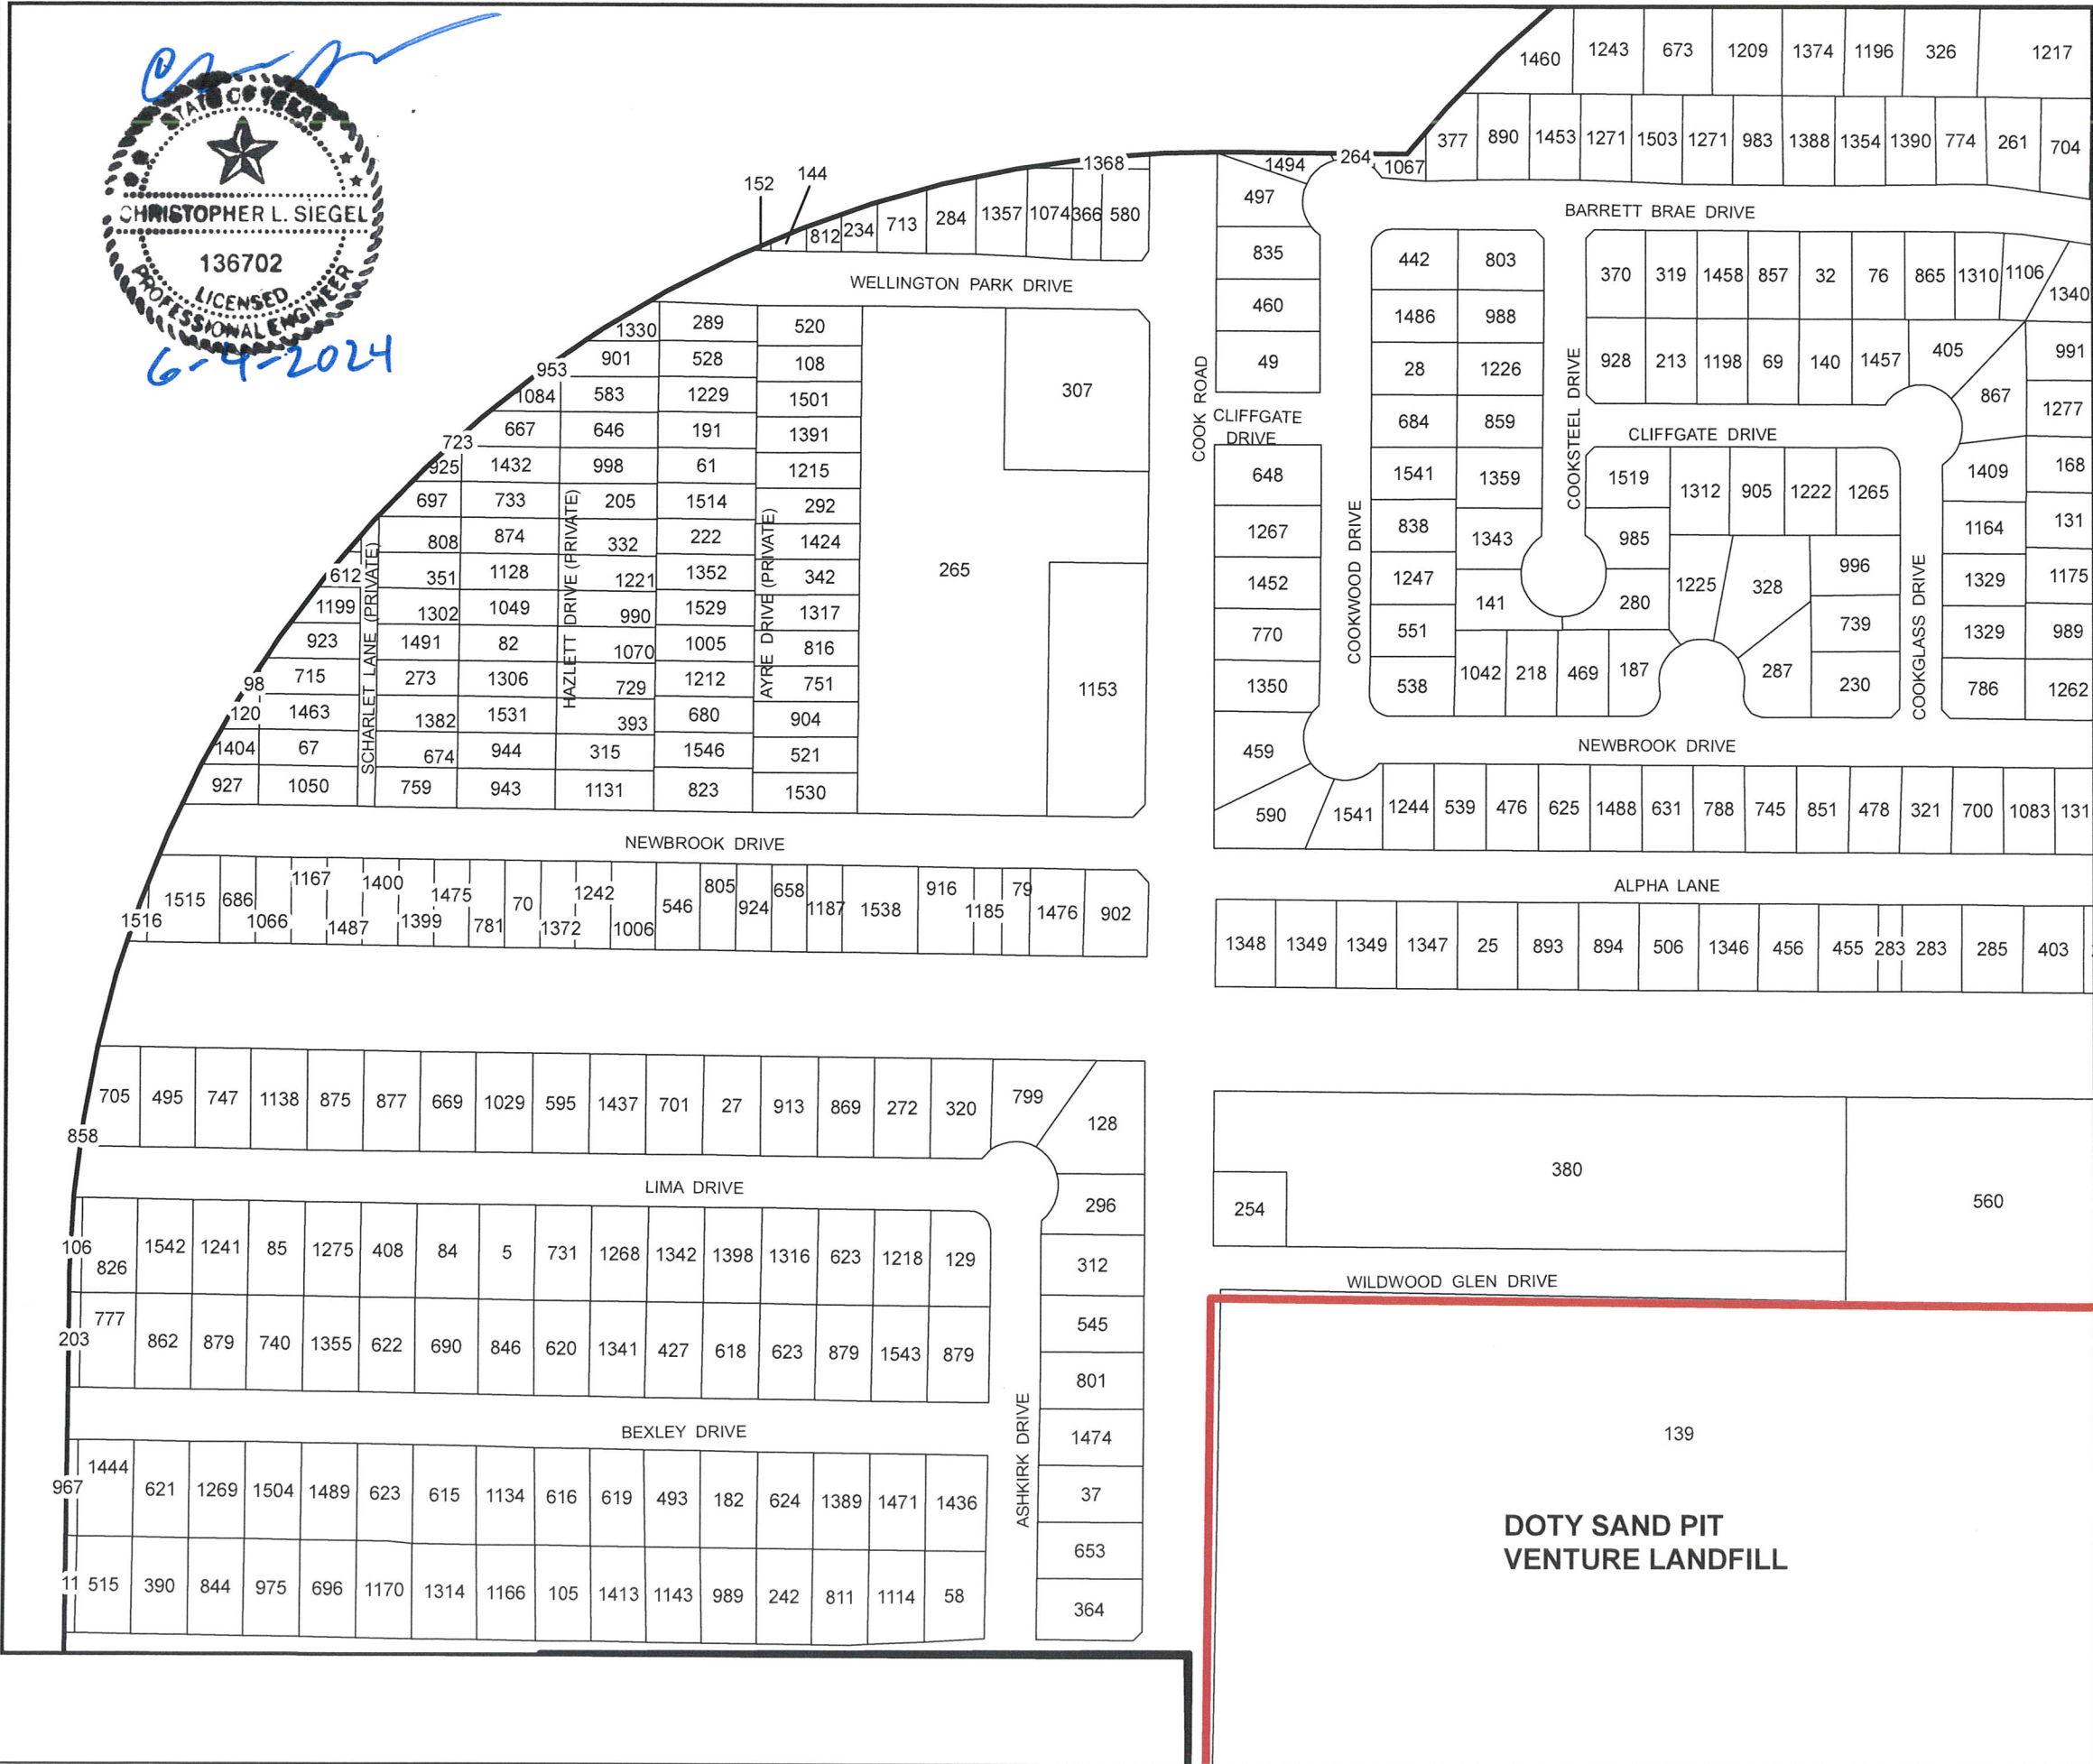 STATE OF TEXAS
CHRISTOPHER L. SIEGEL
136702
LICENSED
PROFESSIONAL ENGINEER
6-4-2024
1460 1243 673 1209 1374 1196 326 1217
377 890 1453 1271 1503 1271 983 1388 1354 1390 774 261 704
1494 264 1067
BARRETT BRAE DRIVE
152 144 1368
812 234 713 284 1357 1074 366 580
WELLINGTON PARK DRIVE
497
835
460
49
COOK ROAD
CLIFFGATE
DRIVE
648
1267
1452
770
1350
459
590
1541
COOKWOOD DRIVE
442 803
1486 988
28 1226
684 859
1541 1359
838 1343
1247 141
551
538 1042 218 469 187
COOKSTEEL DRIVE
370 319 1458 857 32 76 865 1310 1106 1340
928 213 1198 69 140 1457 405 867 991
1277
CLIFFGATE DRIVE
1519 1312 905 1222 1265
985
280 1225 328 996
739
287 230
COOKGLASS DRIVE
1409 168
1164 131
1329 1175
1329 989
786 1262
NEWBROOK DRIVE
1244 539 476 625 1488 631 788 745 851 478 321 700 1083 131
ALPHA LANE
1348 1349 1349 1347 25 893 894 506 1346 456 455 283 283 285 403
1330 289 520
953 901 528 108
1084 583 1229 1501
723 667 646 191 1391
925 1432 998 61 1215
697 733 205 1514 292
808 874 332 222 1424
612 351 1128 1221 1352 342
1199 1302 1049 990 1529 1317
923 1491 82 1070 1005 816
98 715 273 1306 729 1212 751
120 1463 1382 1531 393 680 904
1404 67 674 944 315 1546 521
927 1050 759 943 1131 823 1530
SCHARLET LANE (PRIVATE)
HAZLETT DRIVE (PRIVATE)
AYRE DRIVE (PRIVATE)
307
265
1153
NEWBROOK DRIVE
1516 1515 686 1066 1167 1487 1400 1399 1475 781 70 1372 1242 1006 546 805 924 658 1187 1538 916 1185 79 1476 902
705 495 747 1138 875 877 669 1029 595 1437 701 27 913 869 272 320 799 128
858
LIMA DRIVE
296
312
545
801
1474
37
653
364
106 826 1542 1241 85 1275 408 84 5 731 1268 1342 1398 1316 623 1218 129
203 777 862 879 740 1355 622 690 846 620 1341 427 618 623 879 1543 879
BEXLEY DRIVE
ASHKIRK DRIVE
967 1444 621 1269 1504 1489 623 615 1134 616 619 493 182 624 1389 1471 1436
11 515 390 844 975 696 1170 1314 1166 105 1413 1143 989 242 811 1114 58
380
254
560
WILDWOOD GLEN DRIVE
139
DOTY SAND PIT
VENTURE LANDFILL